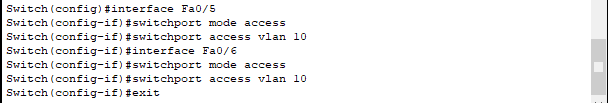 Switch(config)#interface Fa0/5
Switch(config-if)#switchport mode access
Switch(config-if)#switchport access vlan 10
Switch(config-if)#interface Fa0/6
Switch(config-if)#switchport mode access
Switch(config-if)#switchport access vlan 10
Switch(config-if)#exit